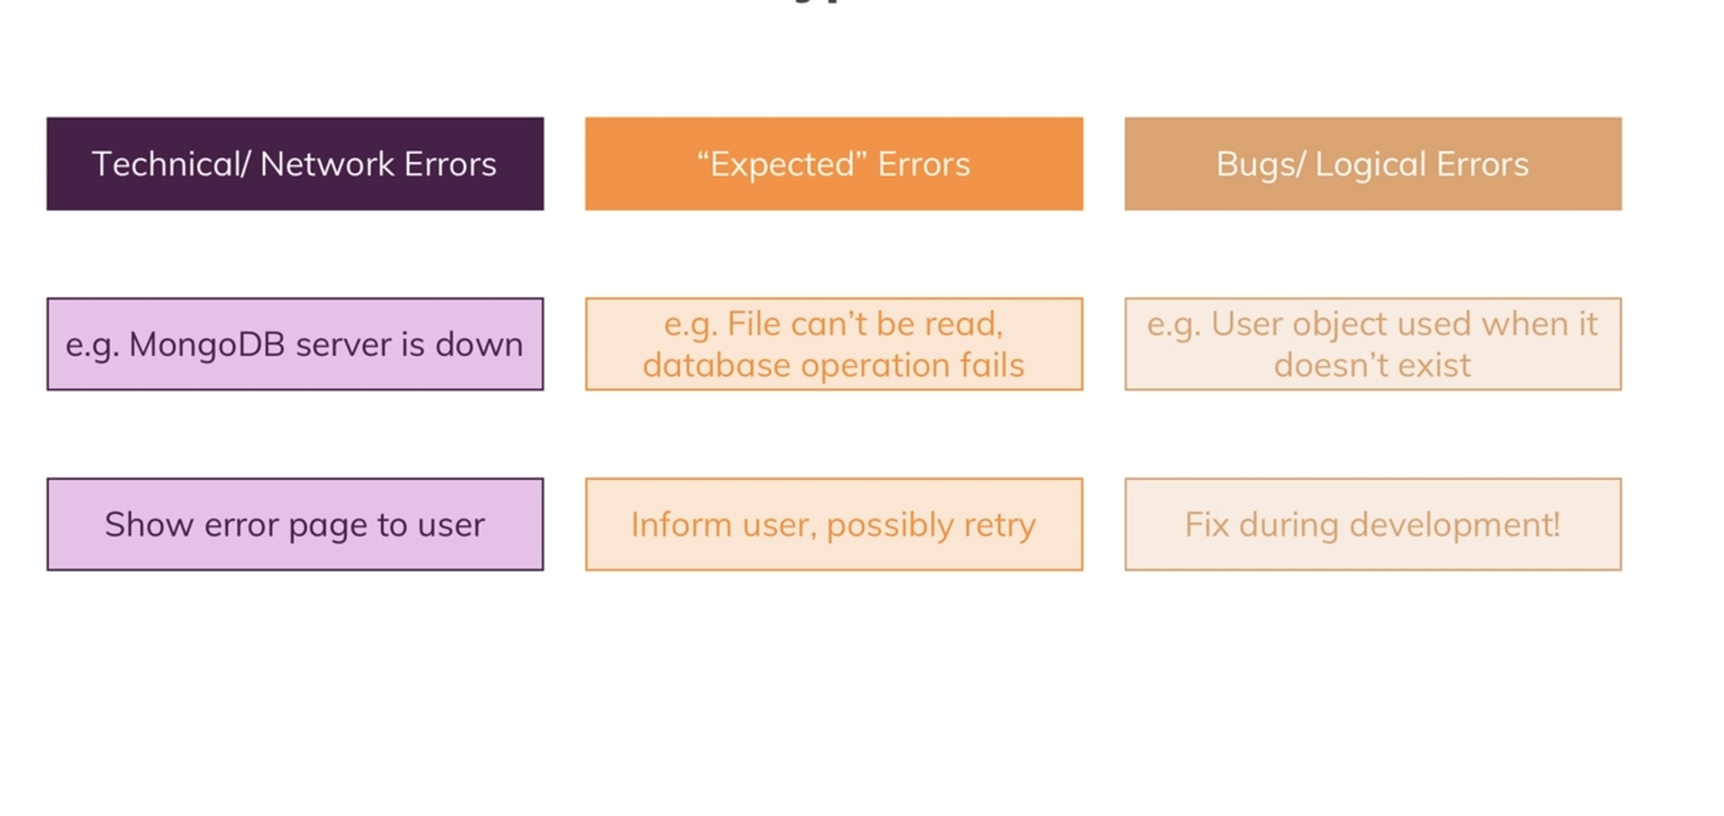 Technical/ Network Errors
“Expected” Errors
Bugs/ Logical Errors
e.g. MongoDB server is down
e.g. File can’t be read,
database operation fails
e.g. User object used when it
doesn’t exist
Show error page to user
Inform user, possibly retry
Fix during development!